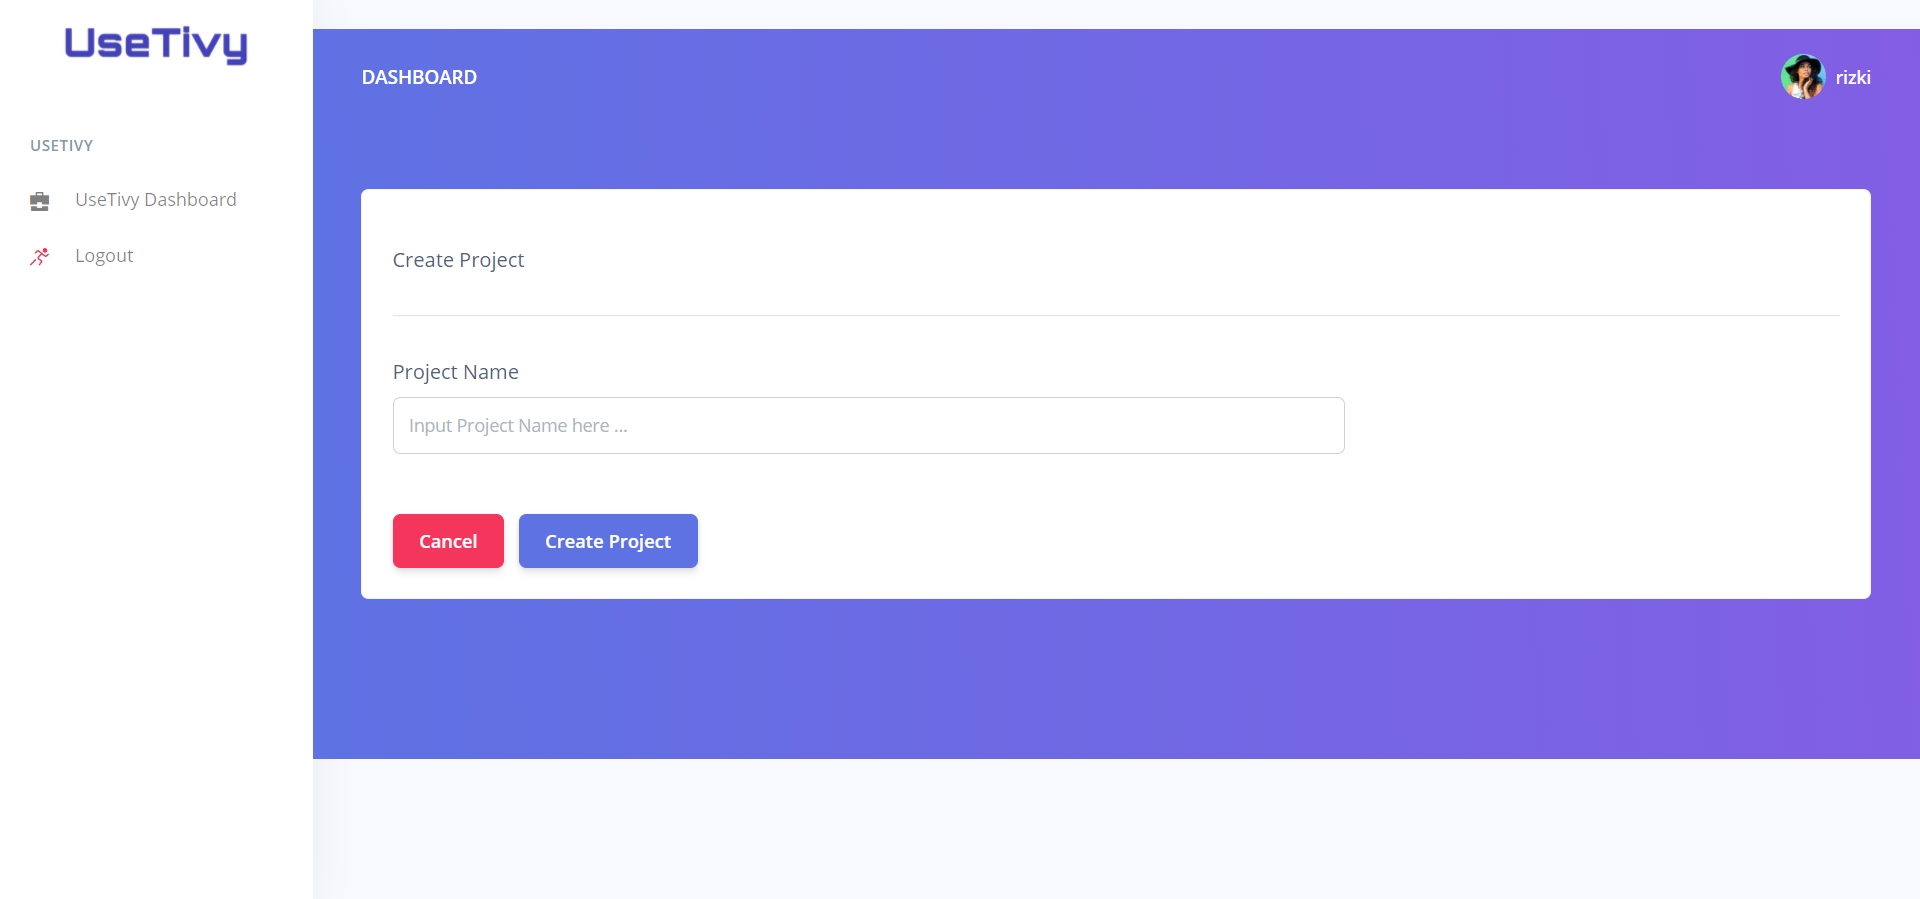 UseTivy
USETIVY
UseTivy Dashboard
Logout
DASHBOARD
rizki
Create Project
Project Name
Input Project Name here ...
Cancel
Create Project